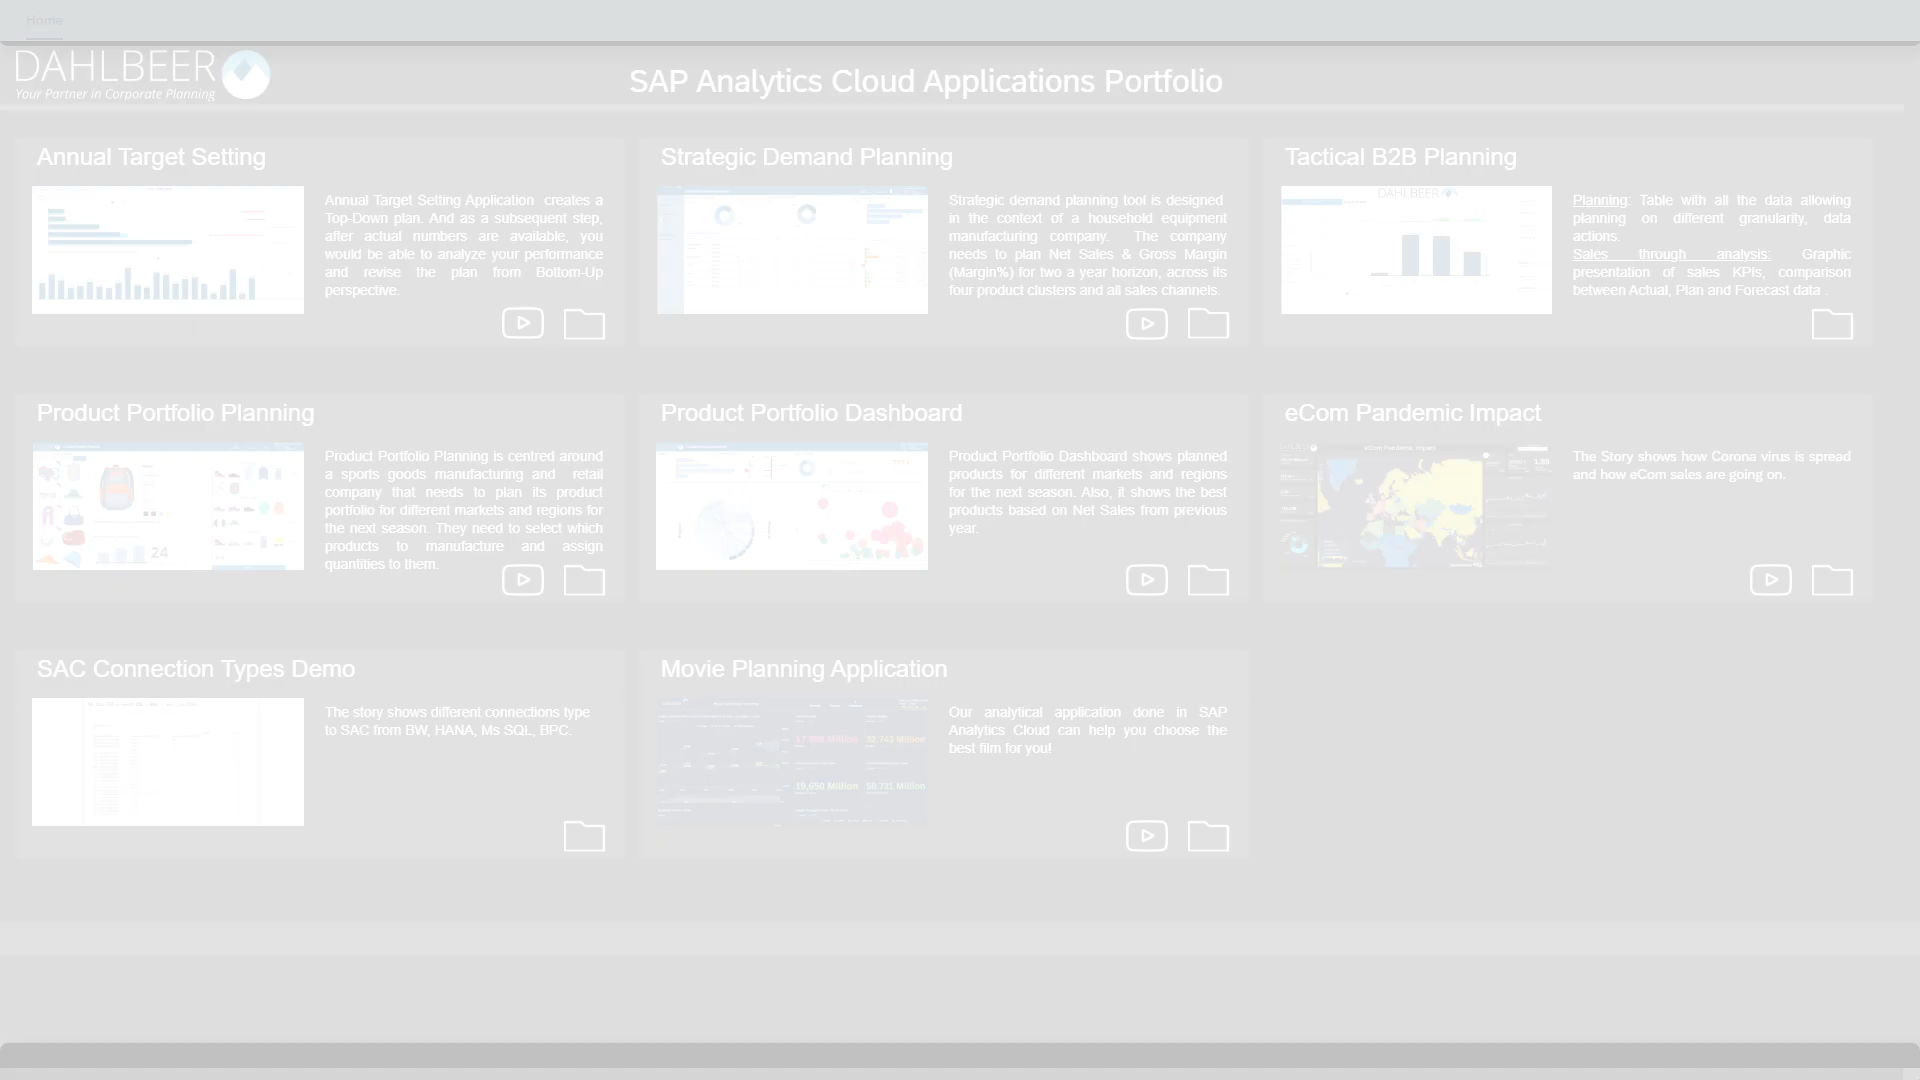 Home
DAHLBEER
Your Partner in Corporate Planning
SAP Analytics Cloud Applications Portfolio
Annual Target Setting
Annual Target Setting Application creates a
Top-Down plan. And as a subsequent step,
after actual numbers are available, you
would be able to analyze your performance
and revise the plan from Bottom-Up
perspective.
Strategic Demand Planning
Strategic demand planning tool is designed
in the context of a household equipment
manufacturing company. The company
needs to plan Net Sales & Gross Margin
(Margin%) for two a year horizon, across its
four product clusters and all sales channels.
Tactical B2B Planning
DAHLBEER
Planning: Table with all the data allowing
planning on different granularity, data
actions.
Sales through analysis: Graphic
presentation of sales KPIs, comparison
between Actual, Plan and Forecast data .
Product Portfolio Planning
24
Product Portfolio Planning is centred around
a sports goods manufacturing and retail
company that needs to plan its product
portfolio for different markets and regions for
the next season. They need to select which
products to manufacture and assign
quantities to them.
Product Portfolio Dashboard
Product Portfolio Dashboard shows planned
products for different markets and regions
for the next season. Also, it shows the best
products based on Net Sales from previous
year.
eCom Pandemic Impact
eCom Pandemic Impact
The Story shows how Corona virus is spread
and how eCom sales are going on.
SAC Connection Types Demo
The story shows different connections type
to SAC from BW, HANA, Ms SQL, BPC.
Movie Planning Application
19,650 Million 50,731 Million
Our analytical application done in SAP
Analytics Cloud can help you choose the
best film for you!